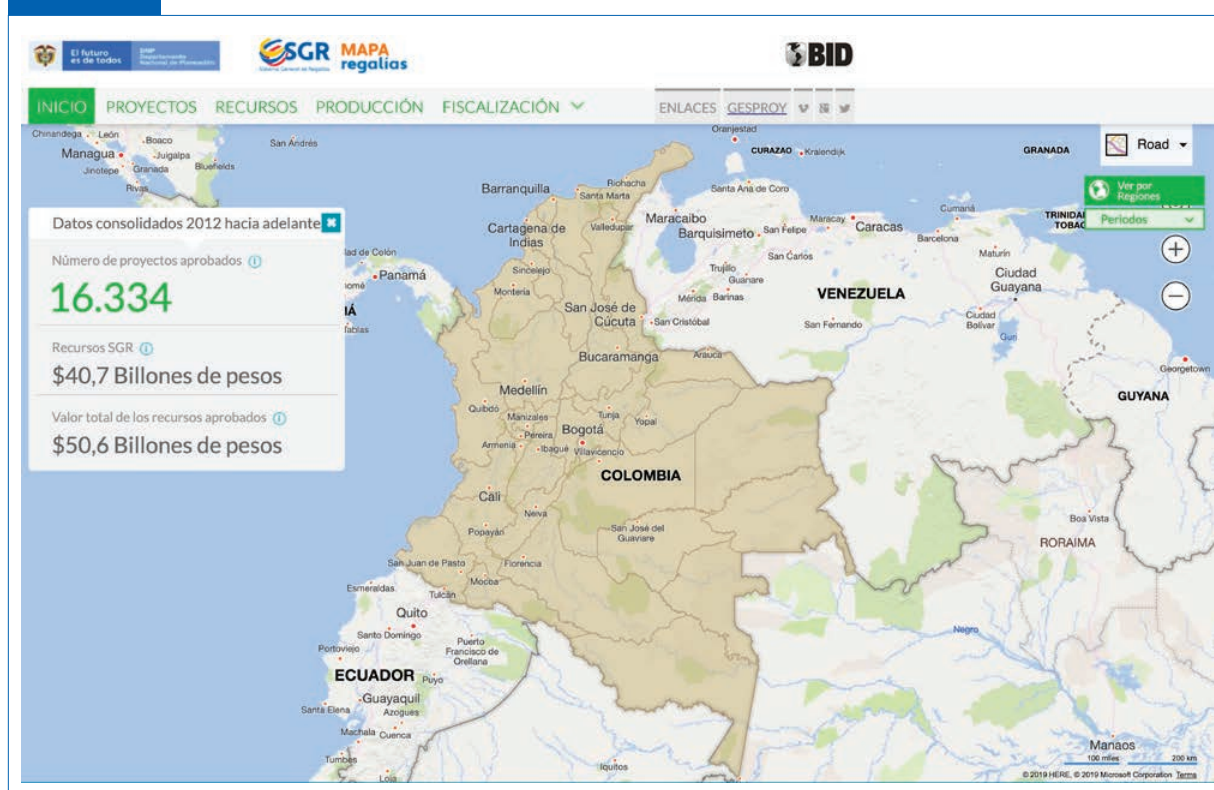 El futuro
es de todos
DNP
Departamento
Nacional de Planeación
SGR
Sistema General de Regalías
MAPA
regalías
BID
INICIO PROYECTOS RECURSOS PRODUCCIÓN FISCALIZACIÓN
ENLACES GESPROY
Road
Ver por
Regiones
Periodos
Datos consolidados 2012 hacia adelante
Número de proyectos aprobados
16.334
Recursos SGR
$40,7 Billones de pesos
Valor total de los recursos aprobados
$50,6 Billones de pesos
Chinandega
León
Boaco
Managua
Juigalpa
Jinotepe
Granada
Bluefields
Rivas
San Andrés
Oranjestad
CURAZAO
Kralendijk
GRANADA
Barranquilla
Riohacha
Santa Marta
Santa Ana de Coro
Cartagena de
Indias
Valledupar
Maracaibo
Barquisimeto
San Felipe
Maracay
Caracas
Cumaná
Barcelona
Maturín
Panamá
Sincelejo
Montería
San Carlos
Trujillo
Guanare
Mérida
Barinas
VENEZUELA
Ciudad
Guayana
San José de
Cúcuta
San Cristóbal
San Fernando
Ciudad
Bolívar
Guri
Bucaramanga
Arauca
Georgetown
GUYANA
Medellín
Quibdó
Manizales
Tunja
Yopal
Pereira
Bogotá
Armenia
Ibagué
Villavicencio
COLOMBIA
Cali
Neiva
Popayán
San José del
Guaviare
Boa Vista
RORAIMA
San Juan de Pasto
Florencia
Mocoa
Esmeraldas
Tulcán
Quito
Santo Domingo
Puerto
Francisco de
Orellana
Portoviejo
ECUADOR
Puyo
Negro
Guayaquil
Santa Elena
Azogues
Machala
Cuenca
Tumbes
Loja
Iquitos
Manaos
100 miles
200 km
© 2019 HERE, © 2019 Microsoft Corporation Terms